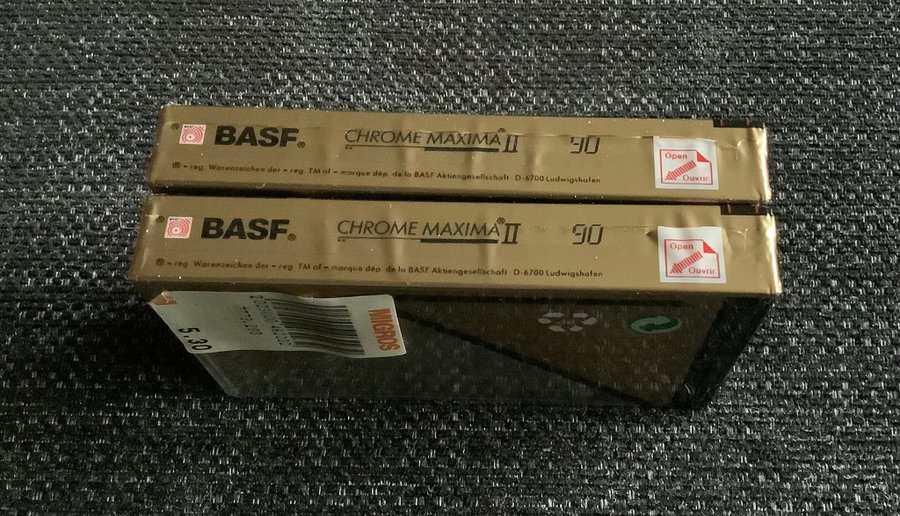 BASF® CHROME MAXIMA® II 90
Open
Ouvrir
® = reg. Warenzeichen der = reg. TM of = marque dép. de la BASF Aktiengesellschaft D-6700 Ludwigshafen
BASF® CHROME MAXIMA® II 90
Open
Ouvrir
® = reg. Warenzeichen der = reg. TM of = marque dép. de la BASF Aktiengesellschaft D-6700 Ludwigshafen
MIGROS
5.30